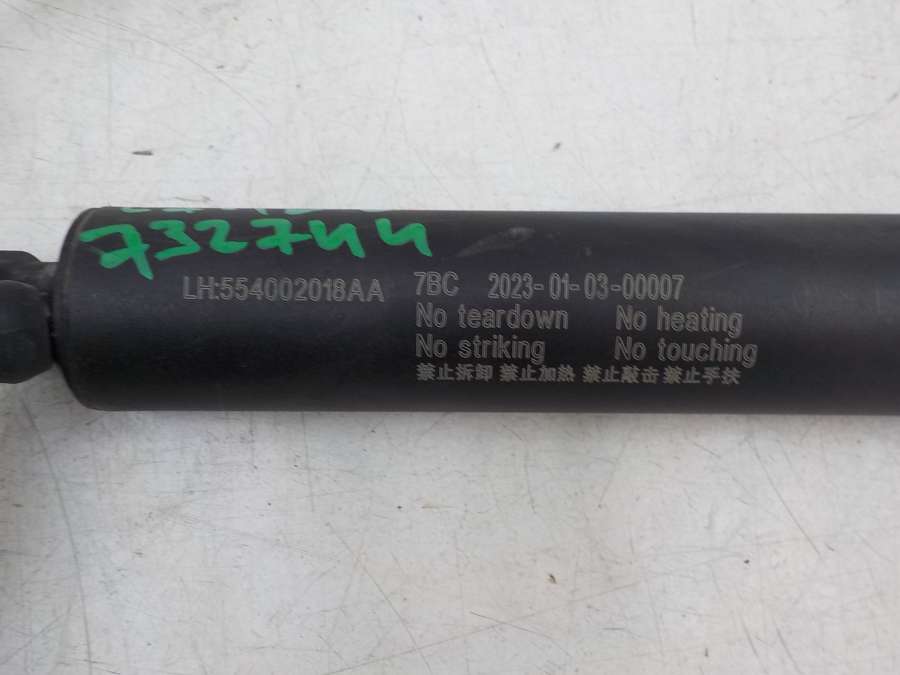 732744
LH:554002018AA
7BC 2023-01-03-00007
No teardown No heating
No striking No touching
禁止拆卸 禁止加热 禁止敲击 禁止手扶